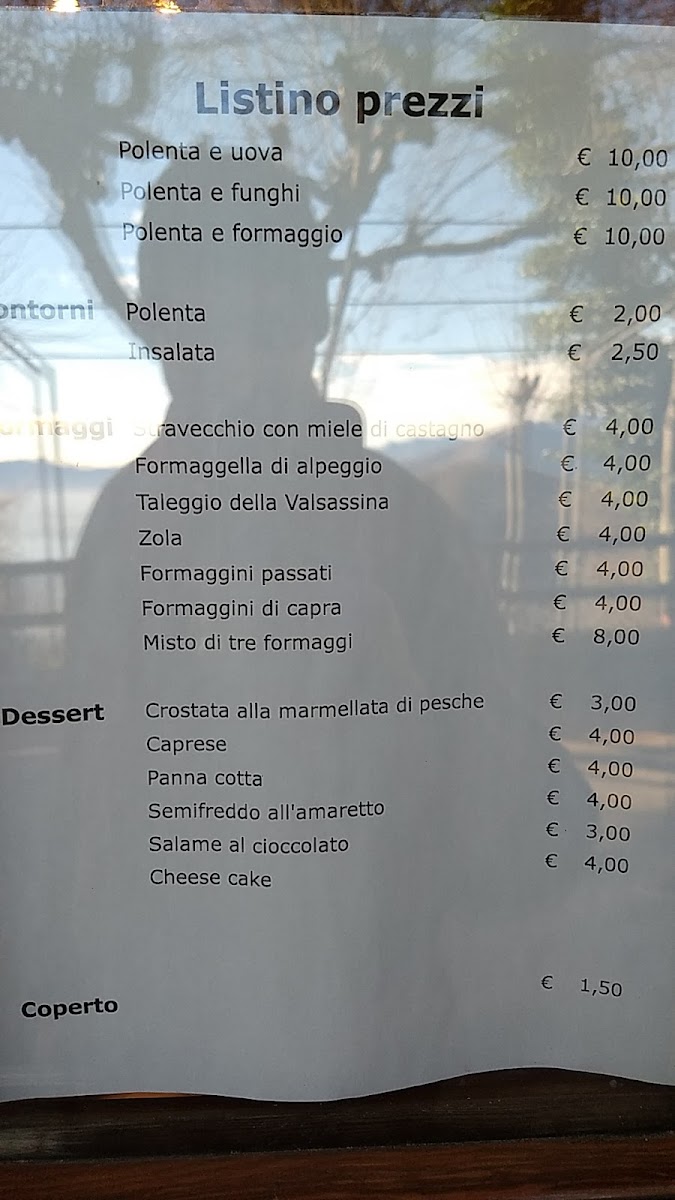 Listino prezzi
Polenta e uova € 10,00
Polenta e funghi € 10,00
Polenta e formaggio € 10,00
ontorni Polenta € 2,00
Insalata € 2,50
ormaggi Stravecchio con miele di castagno € 4,00
Formaggella di alpeggio € 4,00
Taleggio della Valsassina € 4,00
Zola € 4,00
Formaggini passati € 4,00
Formaggini di capra € 4,00
Misto di tre formaggi € 8,00
Dessert Crostata alla marmellata di pesche € 3,00
Caprese € 4,00
Panna cotta € 4,00
Semifreddo all'amaretto € 4,00
Salame al cioccolato € 3,00
Cheese cake € 4,00
Coperto € 1,50